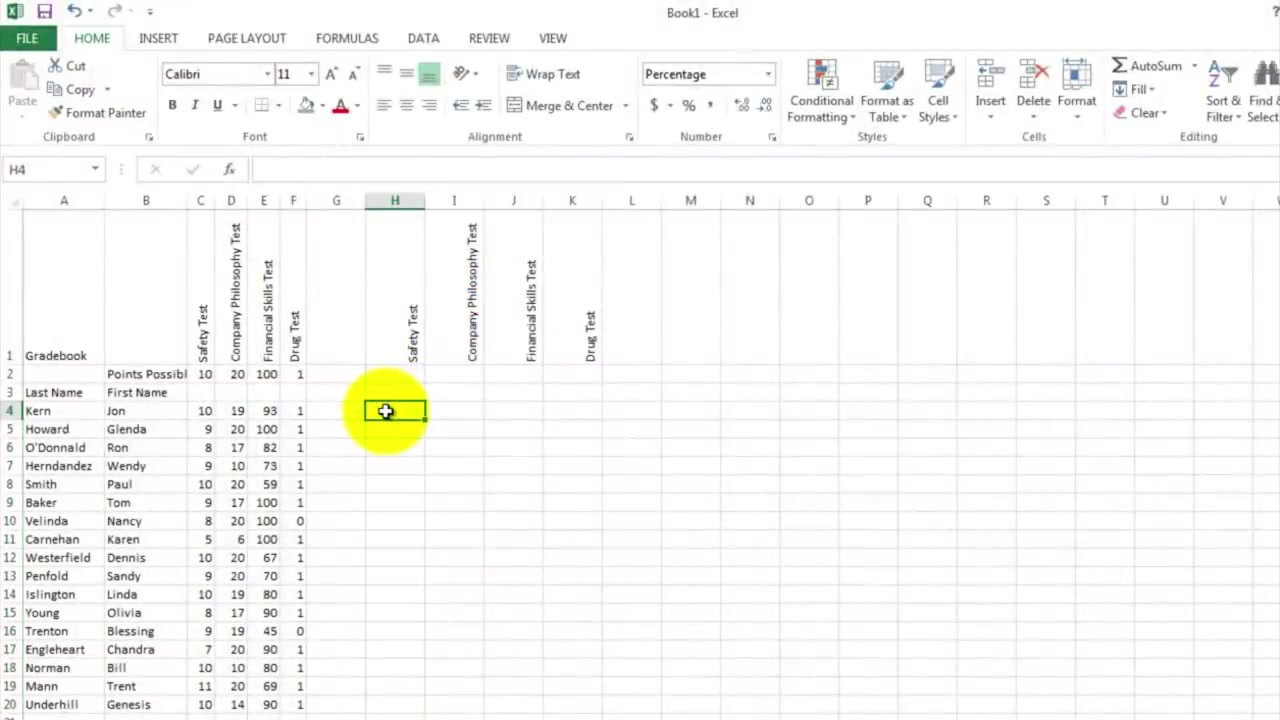 Book1 - Excel
?
FILE HOME INSERT PAGE LAYOUT FORMULAS DATA REVIEW VIEW
Paste Cut Copy Format Painter
Clipboard
Calibri 11 A A
B I U A
Font
Wrap Text
Merge & Center
Alignment
Percentage
$ % ,
Number
Conditional Formatting Format as Table Cell Styles
Styles
Insert Delete Format
Cells
AutoSum
Fill
Clear
Sort & Filter Find & Selec
Editing
H4 fx
A B C D E F G H I J K L M N O P Q R S T U V
1 Gradebook Safety Test Company Philosophy Test Financial Skills Test Drug Test Safety Test Company Philosophy Test Financial Skills Test Drug Test
2 Points Possibl 10 20 100 1
3 Last Name First Name
4 Kern Jon 10 19 93 1
5 Howard Glenda 9 20 100 1
6 O'Donnald Ron 8 17 82 1
7 Herndandez Wendy 9 10 73 1
8 Smith Paul 10 20 59 1
9 Baker Tom 9 17 100 1
10 Velinda Nancy 8 20 100 0
11 Carnehan Karen 5 6 100 1
12 Westerfield Dennis 10 20 67 1
13 Penfold Sandy 9 20 70 1
14 Islington Linda 10 19 80 1
15 Young Olivia 8 17 90 1
16 Trenton Blessing 9 19 45 0
17 Engleheart Chandra 7 20 90 1
18 Norman Bill 10 10 80 1
19 Mann Trent 11 20 69 1
20 Underhill Genesis 10 14 90 1